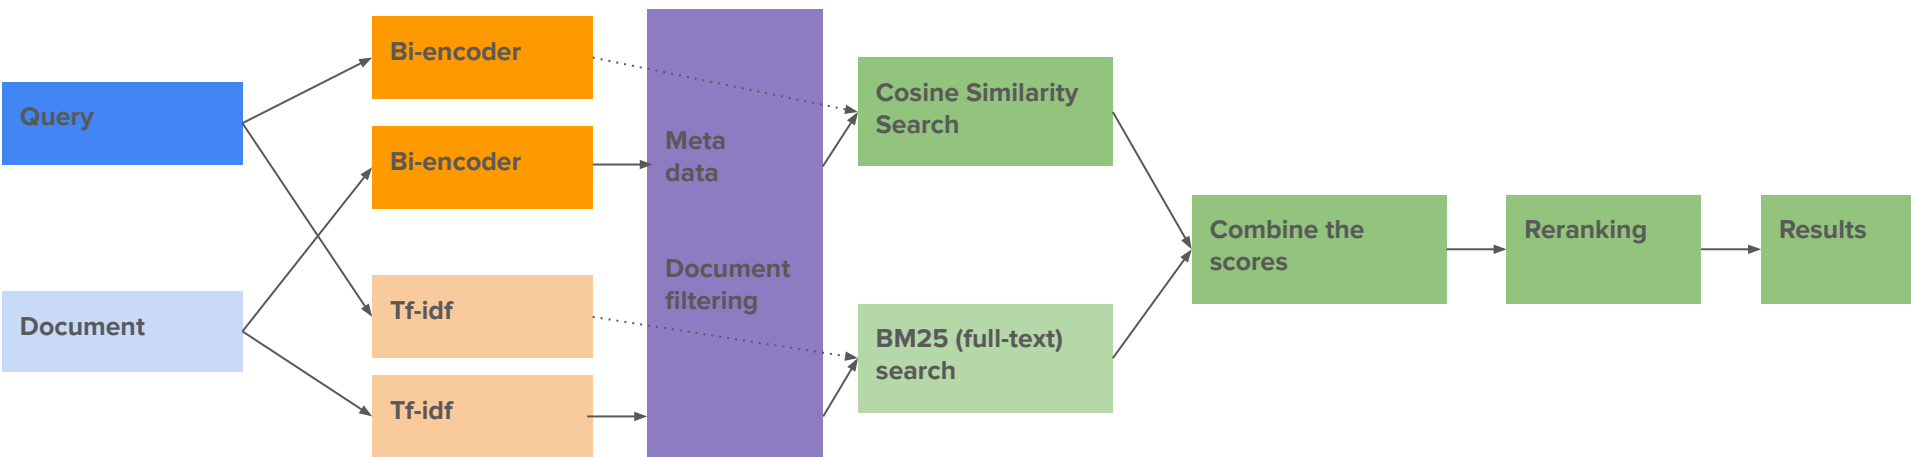 Query
Document
Bi-encoder
Bi-encoder
Tf-idf
Tf-idf
Meta
data
Document
filtering
Cosine Similarity
Search
BM25 (full-text)
search
Combine the
scores
Reranking
Results